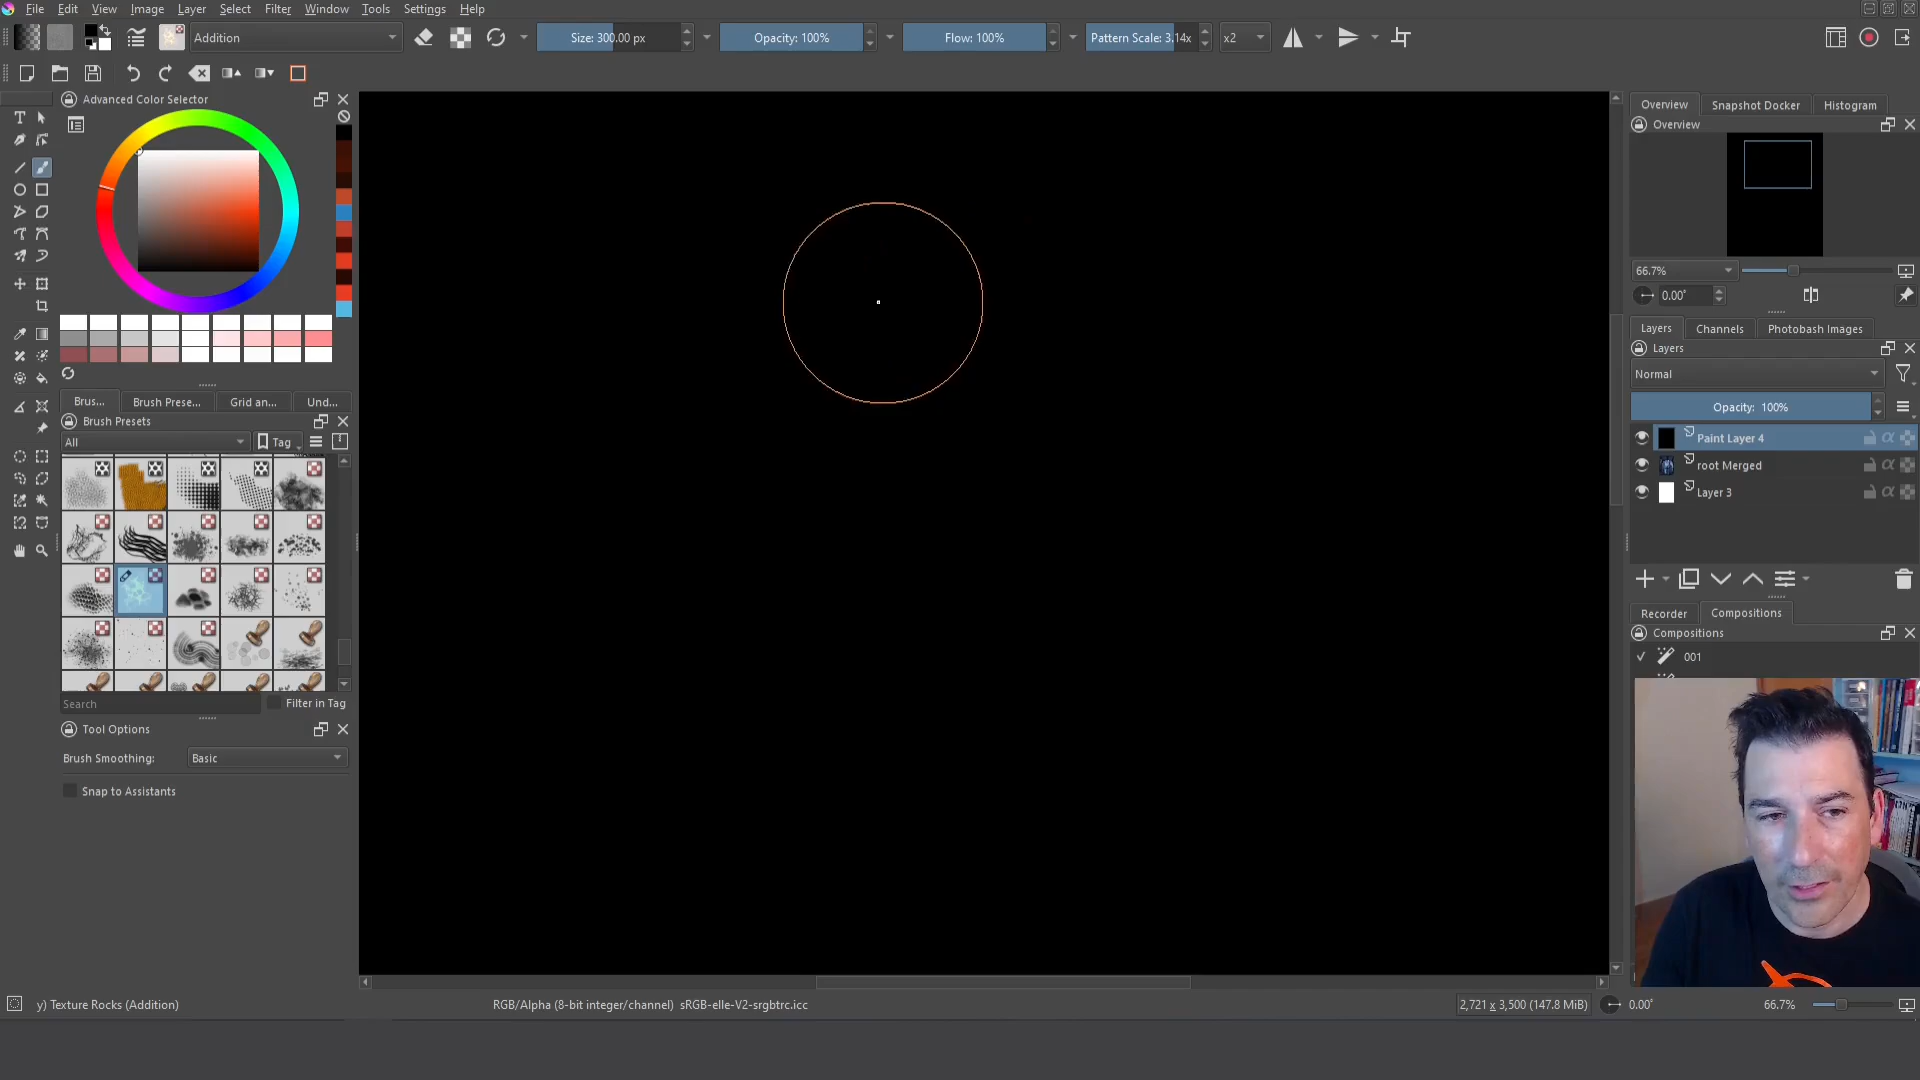 File Edit View Image Layer Select Filter Window Tools Settings Help
Addition Size: 300.00 px Opacity: 100% Flow: 100% Pattern Scale: 3.14x x2
Advanced Color Selector
Brus... Brush Prese... Grid an... Und...
Brush Presets
All Tag
Search Filter in Tag
Tool Options
Brush Smoothing: Basic
Snap to Assistants
Overview Snapshot Docker Histogram
Overview
66.7%
0.00°
Layers Channels Photobash Images
Layers
Normal
Opacity: 100%
Paint Layer 4
root Merged
Layer 3
Recorder Compositions
Compositions
001
y) Texture Rocks (Addition) RGB/Alpha (8-bit integer/channel) sRGB-elle-V2-srgbtrc.icc 2,721 x 3,500 (147.8 MiB) 0.00° 66.7%